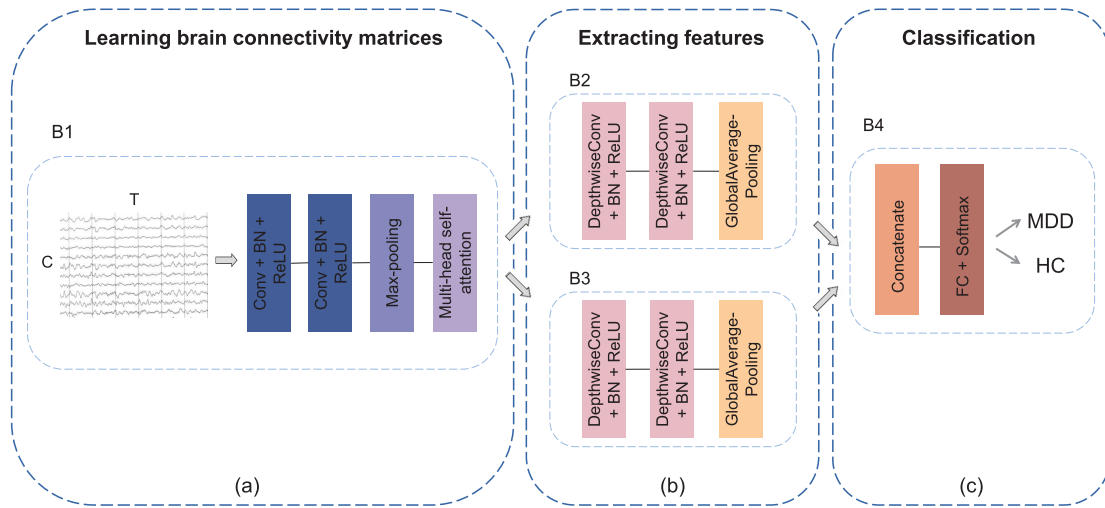 Learning brain connectivity matrices
B1
T
C
Conv + BN +
ReLU
Conv + BN +
ReLU
Max-pooling
Multi-head self-
attention
(a)
Extracting features
B2
DepthwiseConv
+ BN + ReLU
DepthwiseConv
+ BN + ReLU
GlobalAverage-
Pooling
B3
DepthwiseConv
+ BN + ReLU
DepthwiseConv
+ BN + ReLU
GlobalAverage-
Pooling
(b)
Classification
B4
Concatenate
FC + Softmax
MDD
HC
(c)